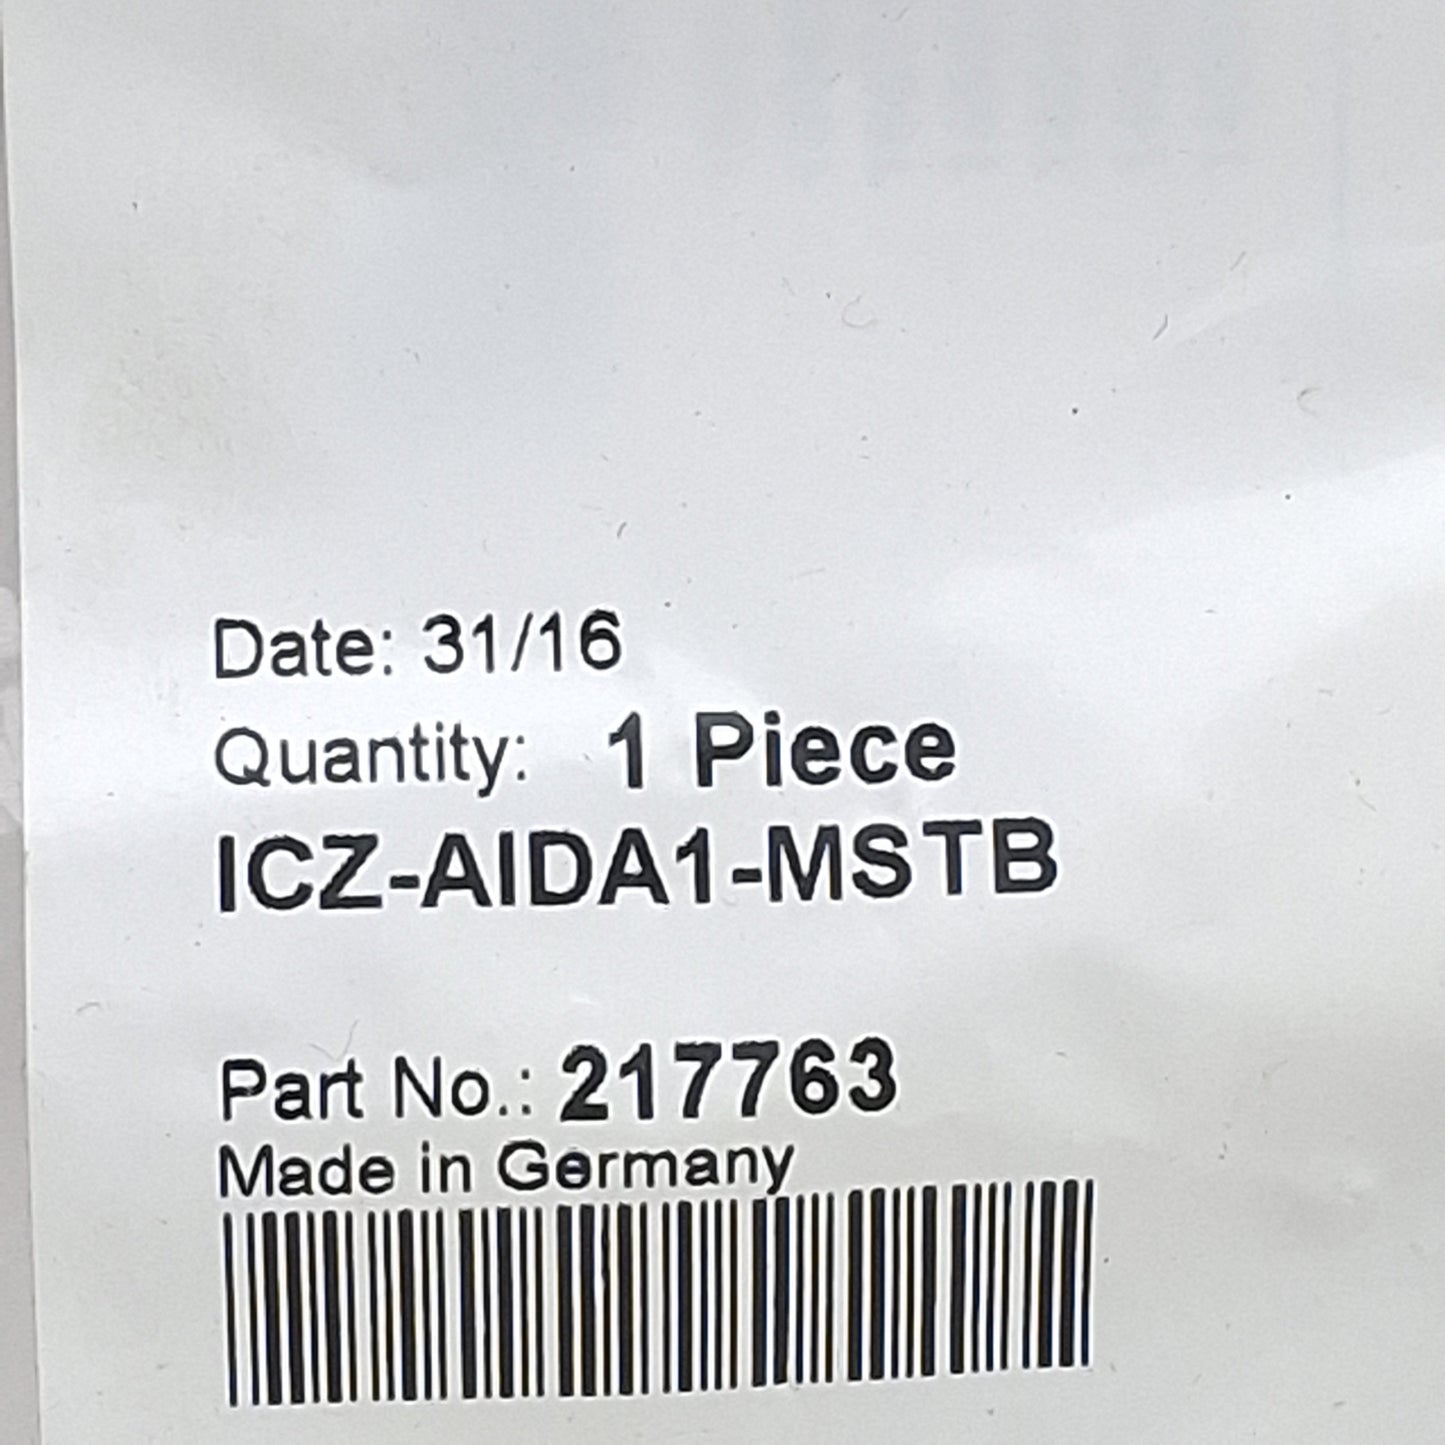 Date: 31/16
Quantity: 1 Piece
ICZ-AIDA1-MSTB
Part No.: 217763
Made in Germany